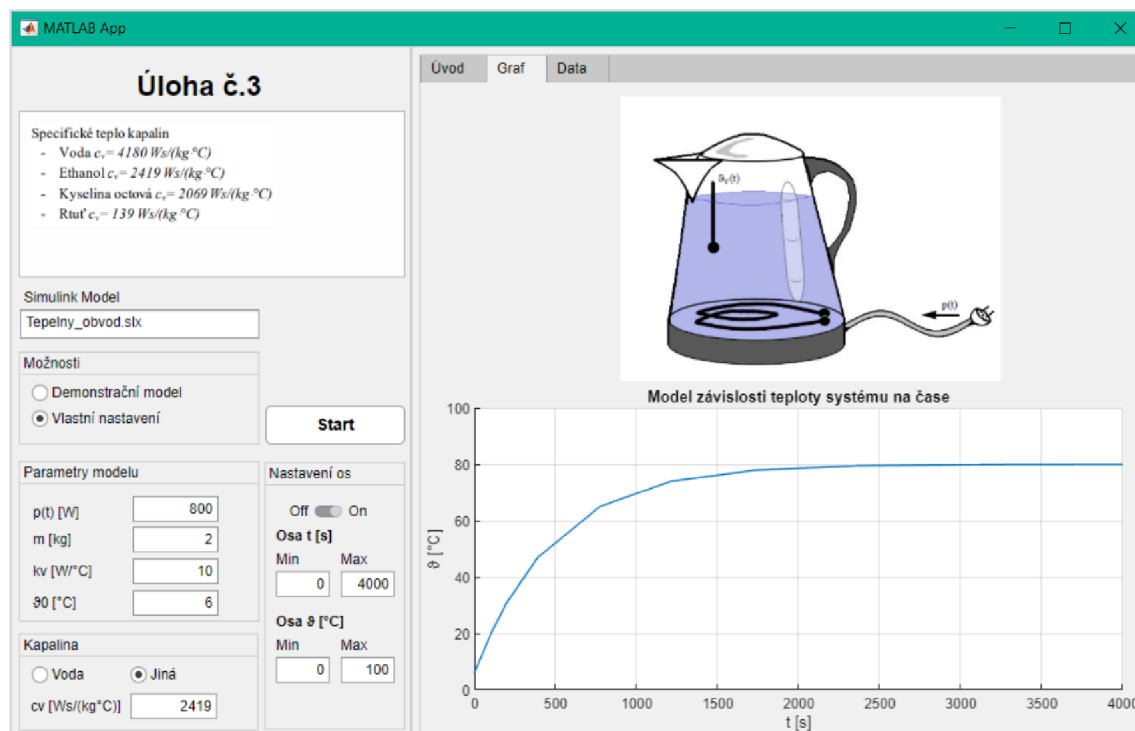 MATLAB App
Úloha č.3
Specifické teplo kapalin
- Voda cv= 4180 Ws/(kg·°C)
- Ethanol cv= 2419 Ws/(kg·°C)
- Kyselina octová cv= 2069 Ws/(kg·°C)
- Rtuť cv= 139 Ws/(kg·°C)
Simulink Model
Tepelny_obvod.slx
Možnosti
Demonstrační model
Vlastní nastavení
Start
Parametry modelu
p(t) [W] 800
m [kg] 2
kv [W/°C] 10
ϑ0 [°C] 6
Kapalina
Voda Jiná
cv [Ws/(kg°C)] 2419
Nastavení os
Off On
Osa t [s]
Min Max
0 4000
Osa ϑ [°C]
Min Max
0 100
Úvod Graf Data
ϑV(t)
p(t)
Model závislosti teploty systému na čase
100
80
60
40
20
0
ϑ [°C]
0 500 1000 1500 2000 2500 3000 3500 4000
t [s]